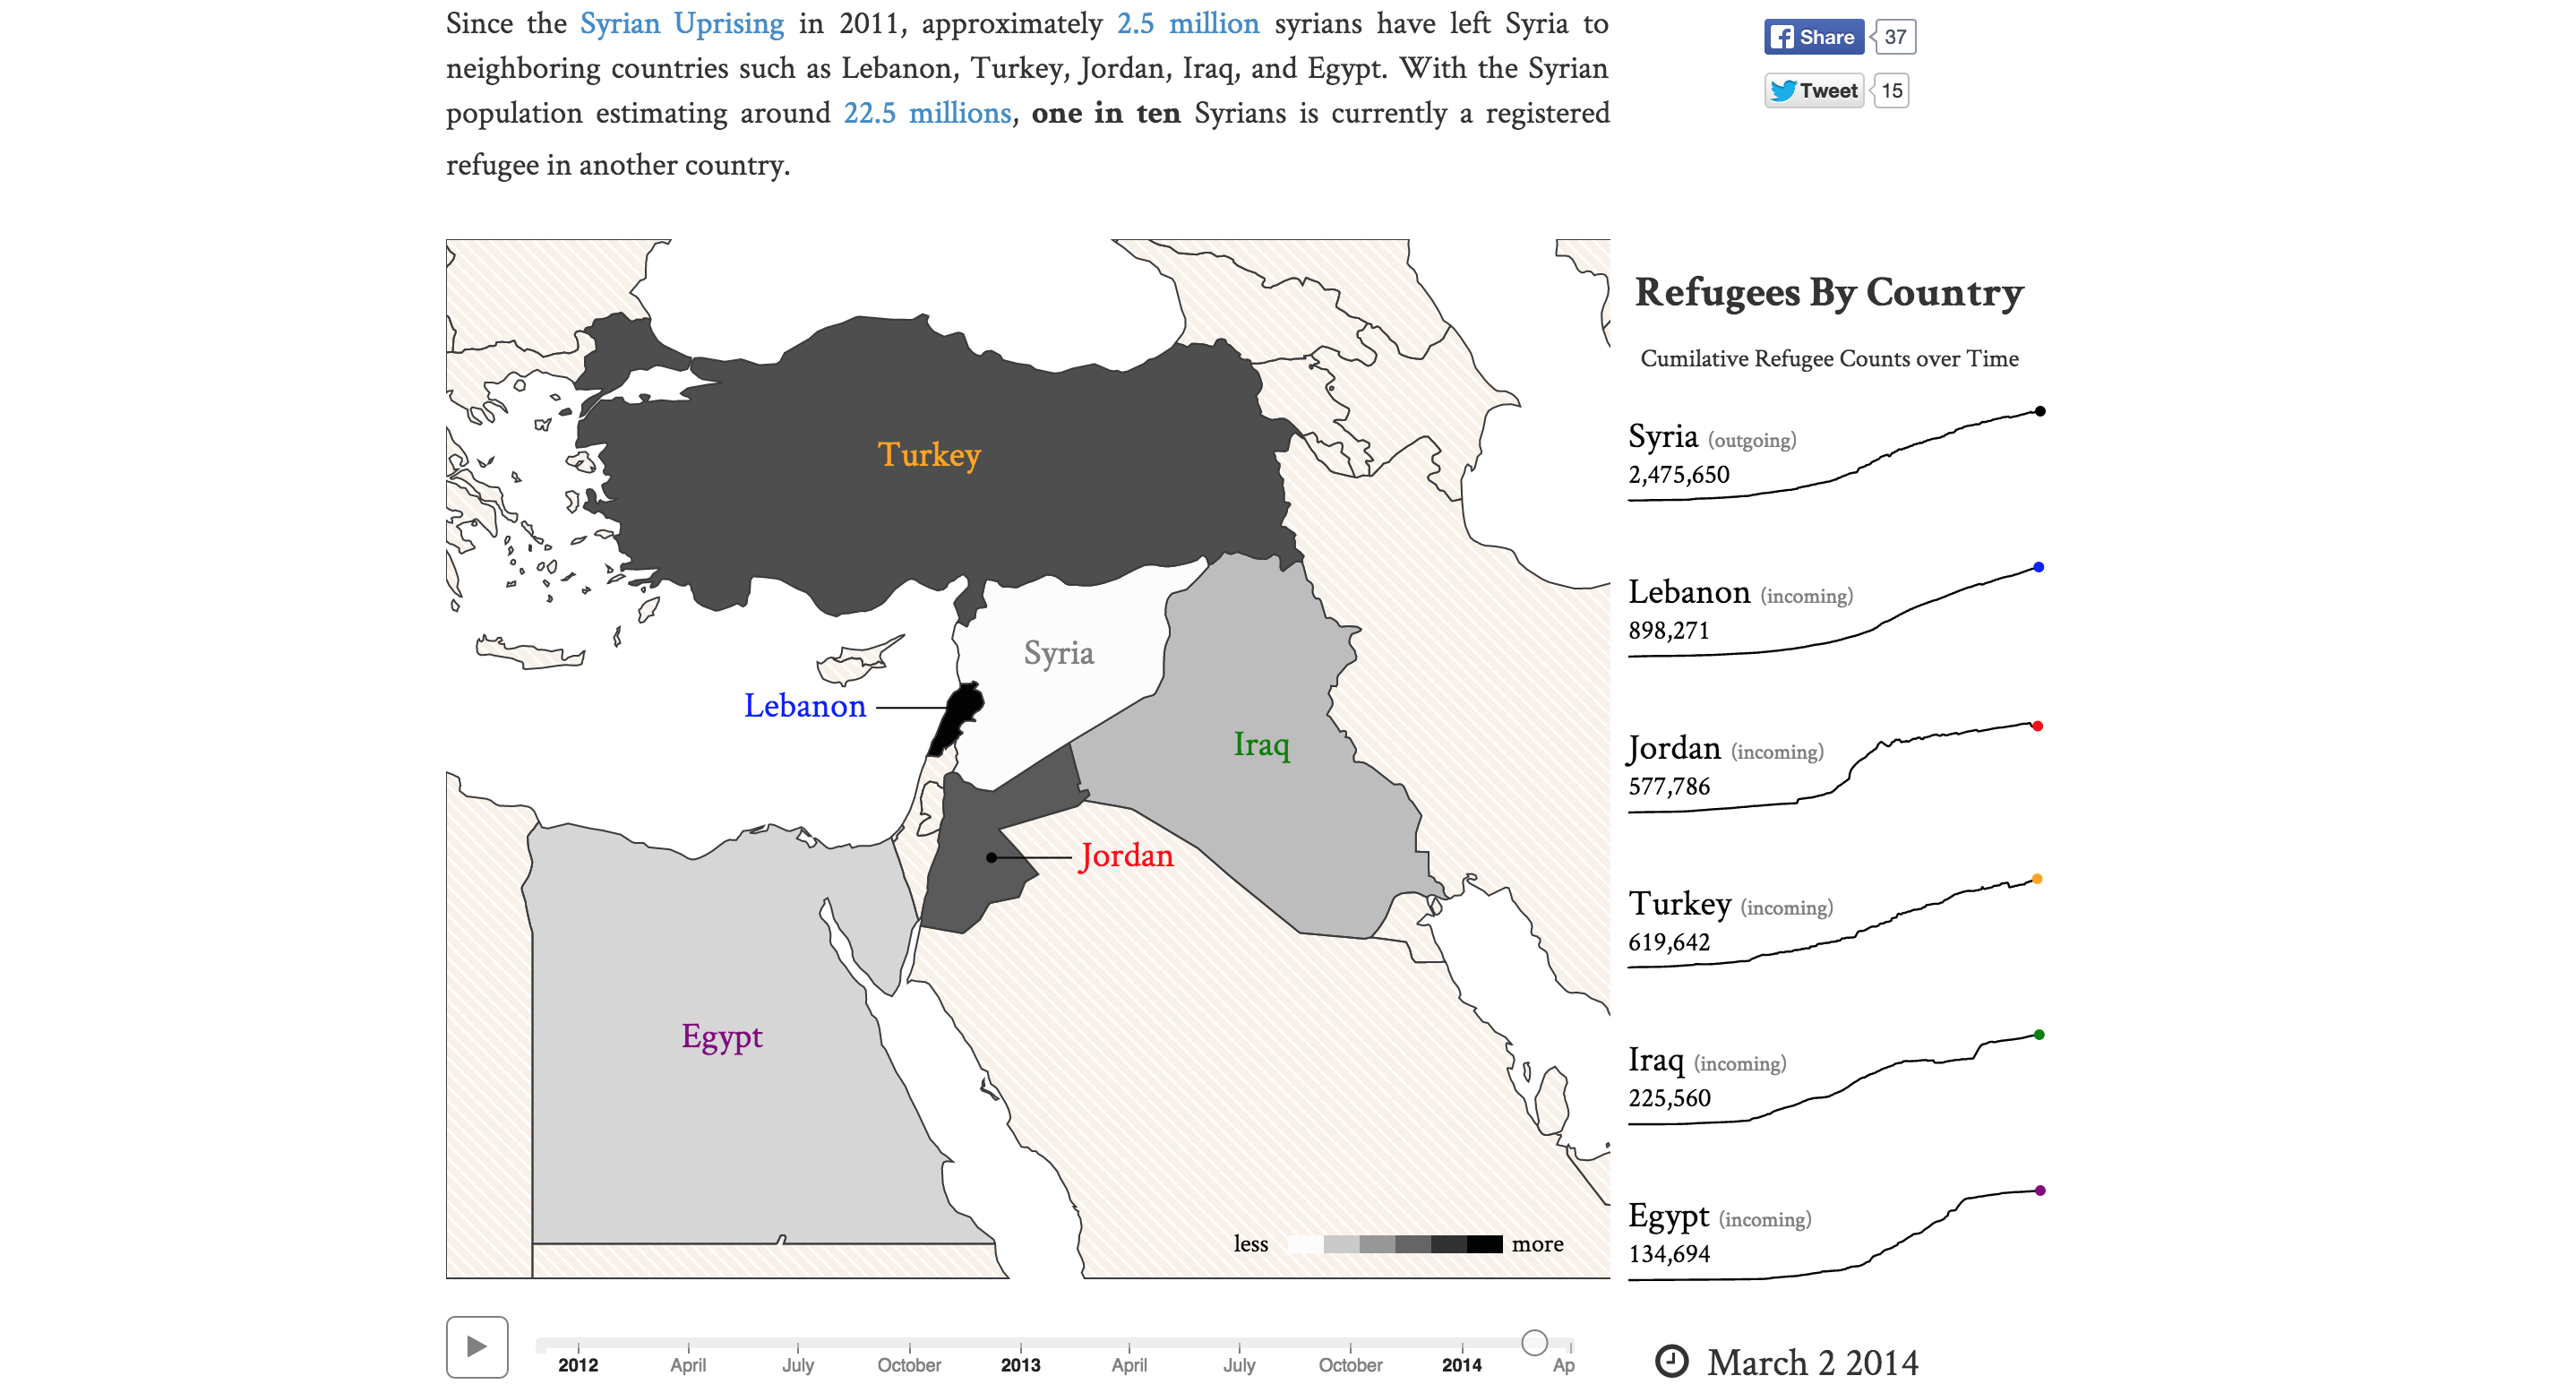 Since the Syrian Uprising in 2011, approximately 2.5 million syrians have left Syria to
neighboring countries such as Lebanon, Turkey, Jordan, Iraq, and Egypt. With the Syrian
population estimating around 22.5 millions, one in ten Syrians is currently a registered
refugee in another country.
Share 37
Tweet 15
Turkey
Syria
Lebanon
Iraq
Jordan
Egypt
less more
Refugees By Country
Cumilative Refugee Counts over Time
Syria (outgoing)
2,475,650
Lebanon (incoming)
898,271
Jordan (incoming)
577,786
Turkey (incoming)
619,642
Iraq (incoming)
225,560
Egypt (incoming)
134,694
2012 April July October 2013 April July October 2014 Ap
March 2 2014